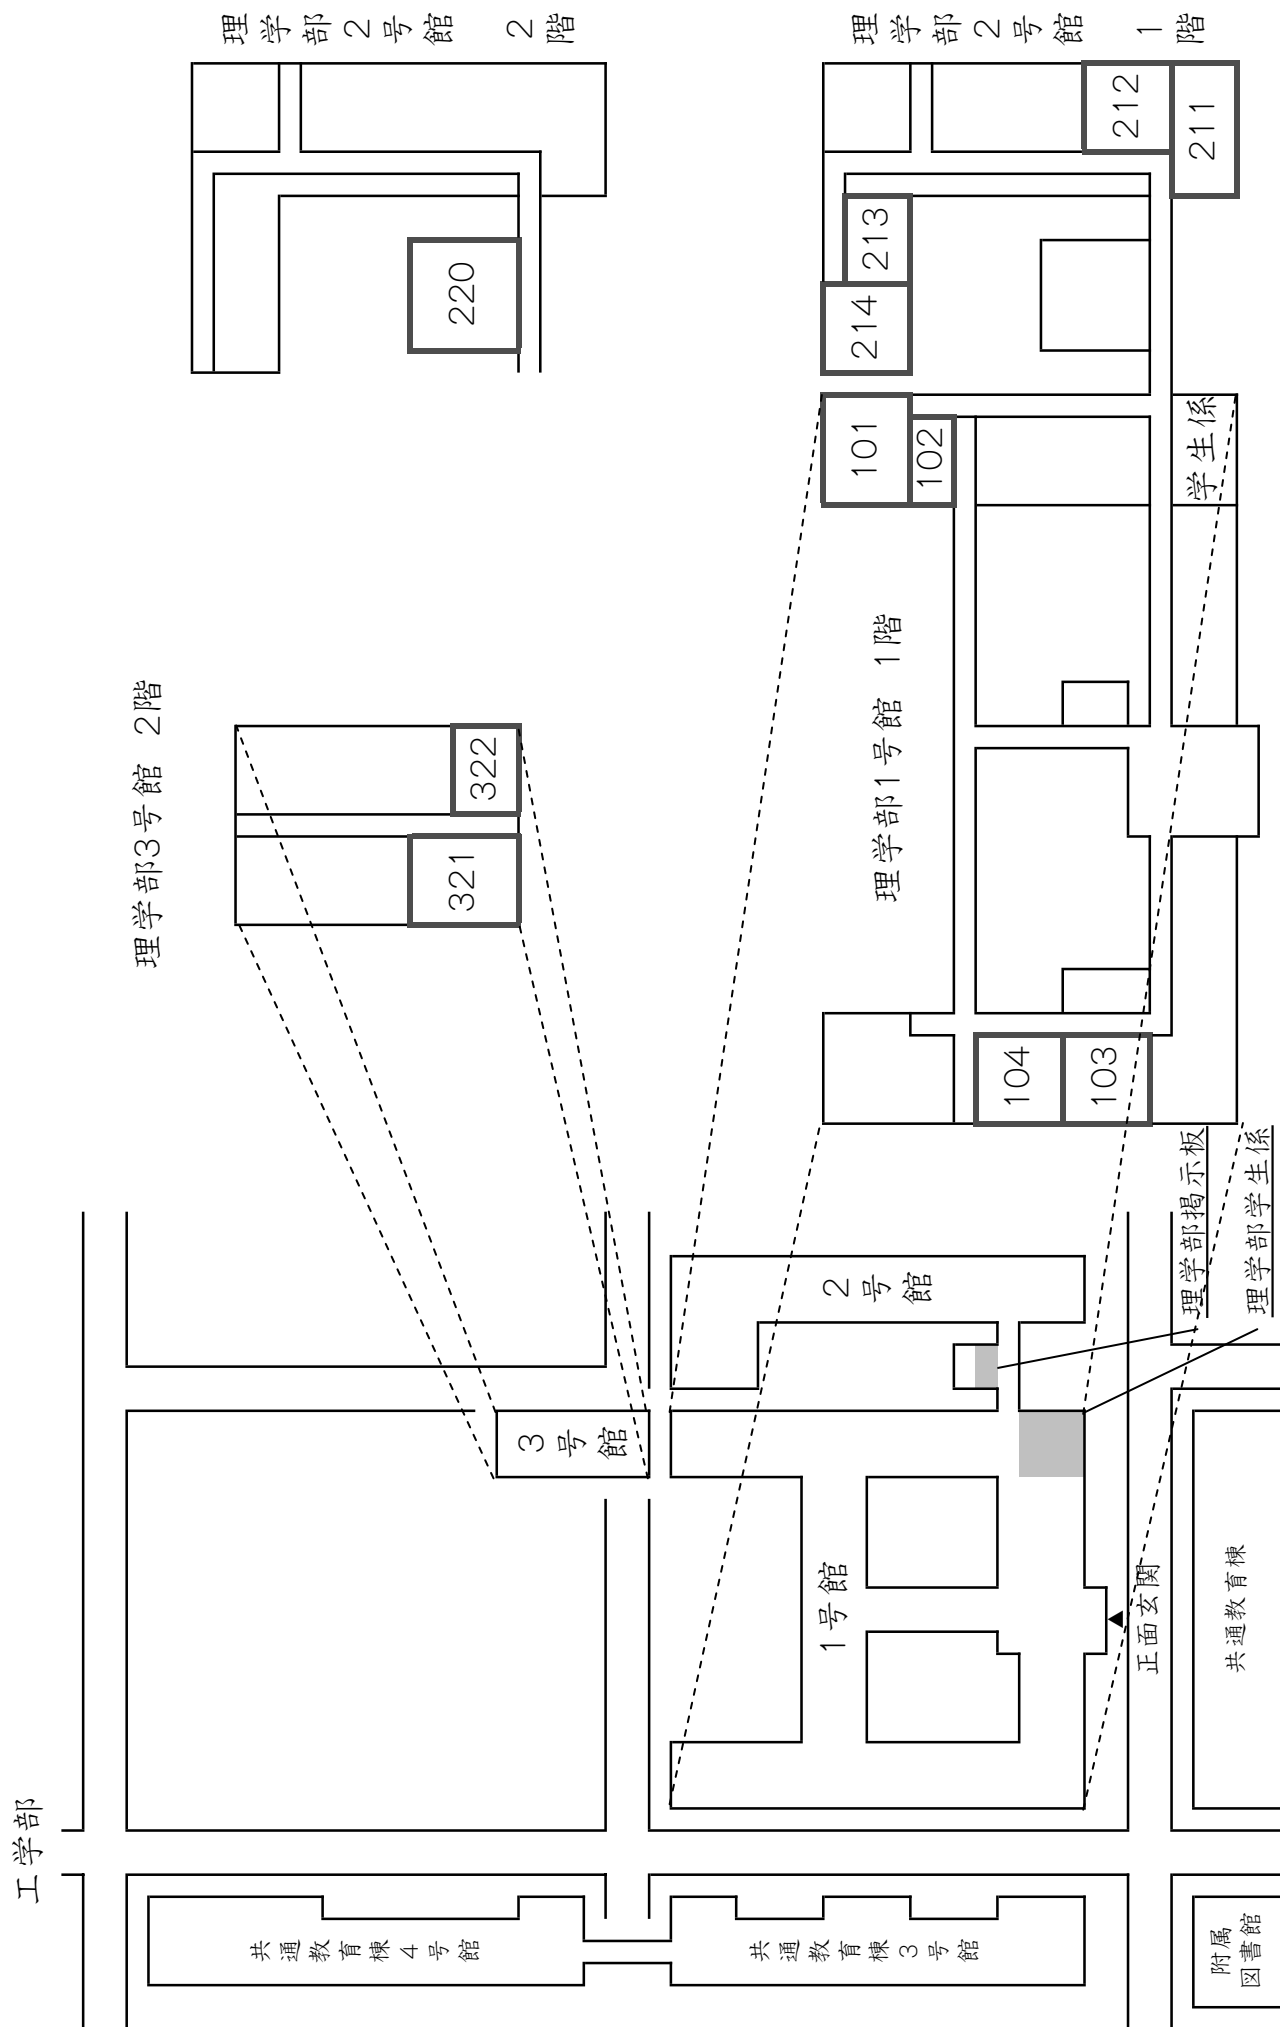 理学部２号館　２階
220
理学部２号館　１階
212
211
213
214
101
102
学生係
理学部1号館　1階
104
103
理学部3号館　2階
322
321
理学部掲示板
理学部学生係
２号館
３号館
1号館
正面玄関
共通教育棟
工学部
共通教育棟４号館
共通教育棟３号館
附属
図書館